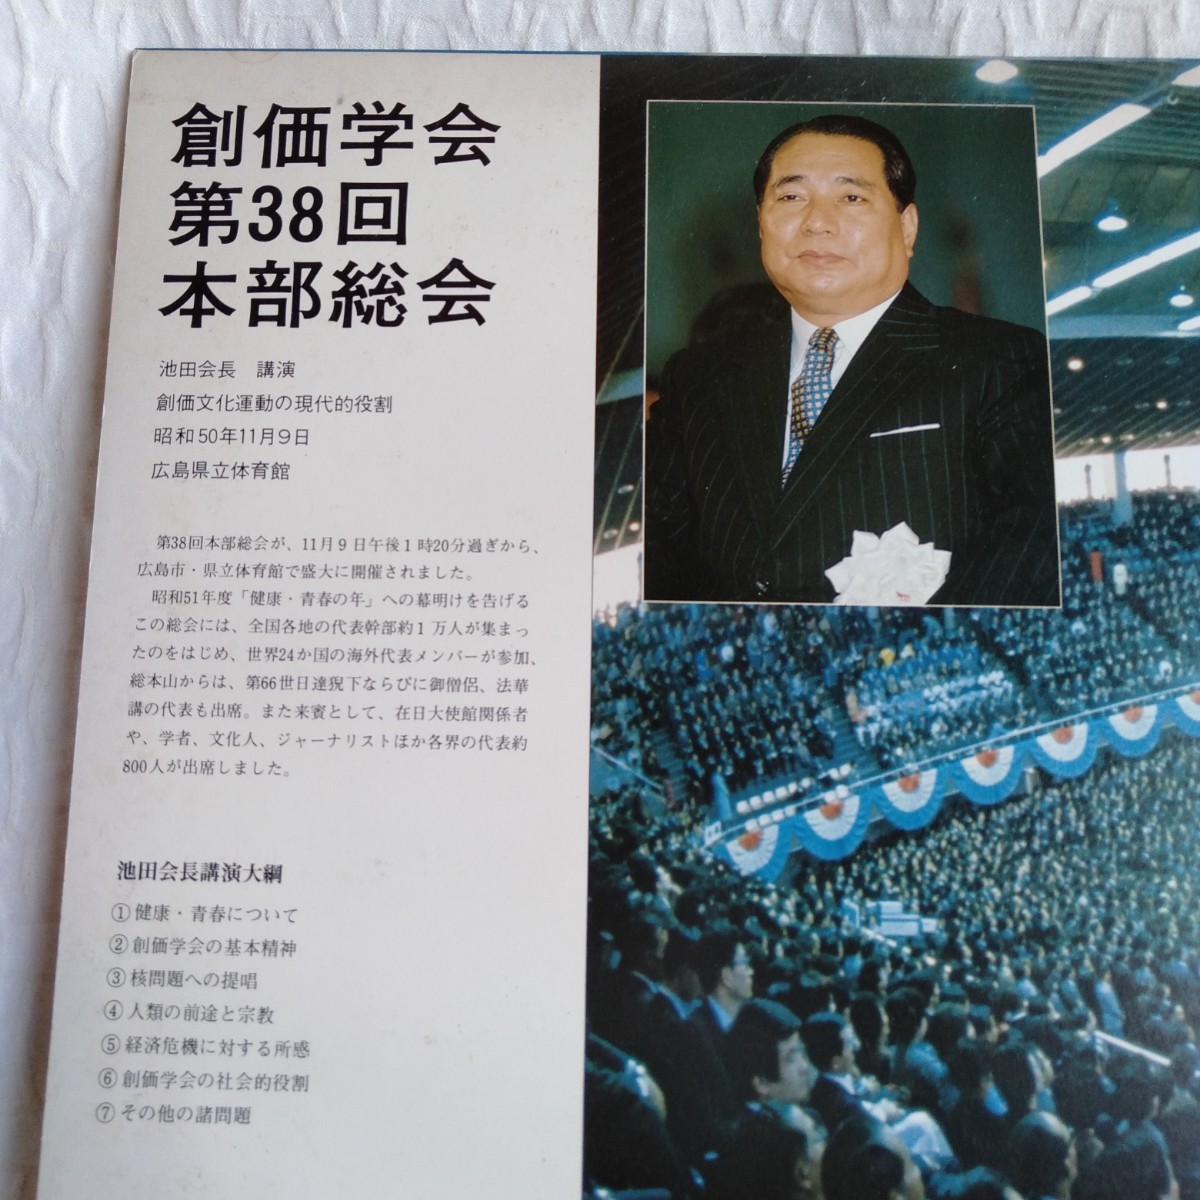 創価学会
第38回
本部総会
池田会長　講演
創価文化運動の現代的役割
昭和50年11月9日
広島県立体育館
第38回本部総会が、11月9日午後1時20分過ぎから、
広島市・県立体育館で盛大に開催されました。
昭和51年度「健康・青春の年」への幕明けを告げる
この総会には、全国各地の代表幹部約1万人が集まっ
たのをはじめ、世界24か国の海外代表メンバーが参加、
総本山からは、第66世日達猊下ならびに御僧侶、法華
講の代表も出席。また来賓として、在日大使館関係者
や、学者、文化人、ジャーナリストほか各界の代表約
800人が出席しました。
池田会長講演大綱
①健康・青春について
②創価学会の基本精神
③核問題への提唱
④人類の前途と宗教
⑤経済危機に対する所感
⑥創価学会の社会的役割
⑦その他の諸問題